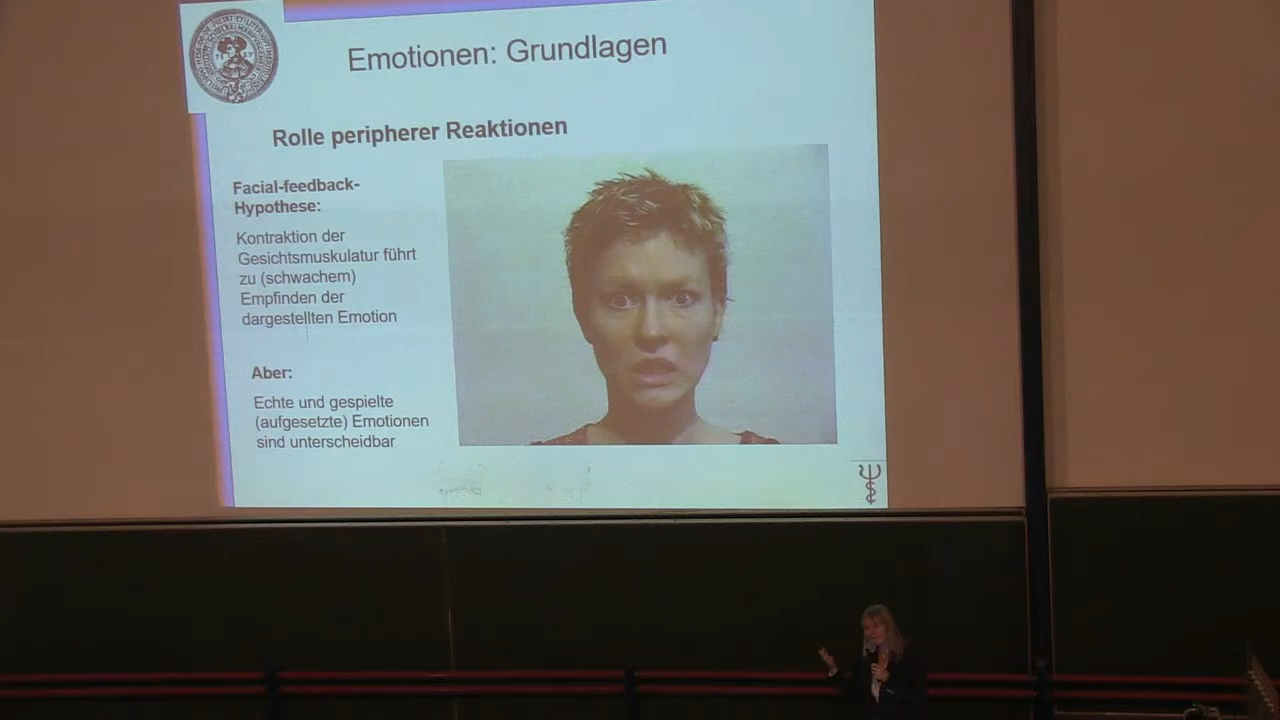 Emotionen: Grundlagen
Rolle peripherer Reaktionen
Facial-feedback-
Hypothese:
Kontraktion der
Gesichtsmuskulatur führt
zu (schwachem)
Empfinden der
dargestellten Emotion
Aber:
Echte und gespielte
(aufgesetzte) Emotionen
sind unterscheidbar